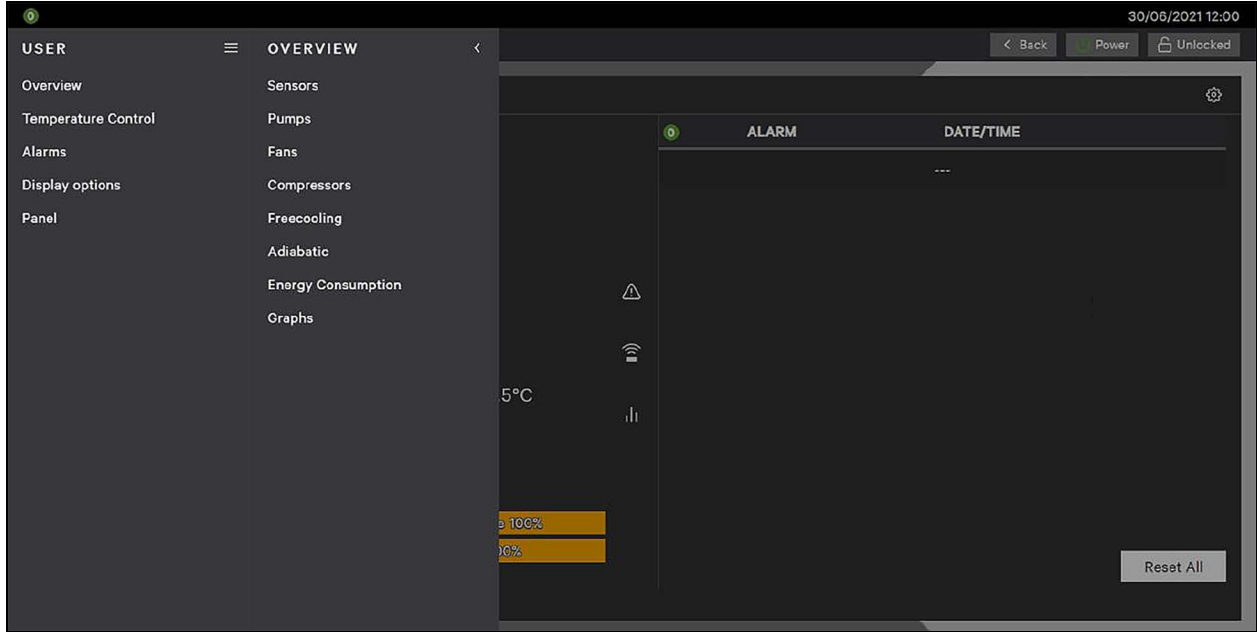 0
30/06/2021 12:00
USER
OVERVIEW
Back
Power
Unlocked
Overview
Temperature Control
Alarms
Display options
Panel
Sensors
Pumps
Fans
Compressors
Freecooling
Adiabatic
Energy Consumption
Graphs
0 ALARM DATE/TIME
---
.5°C
100%
00%
Reset All